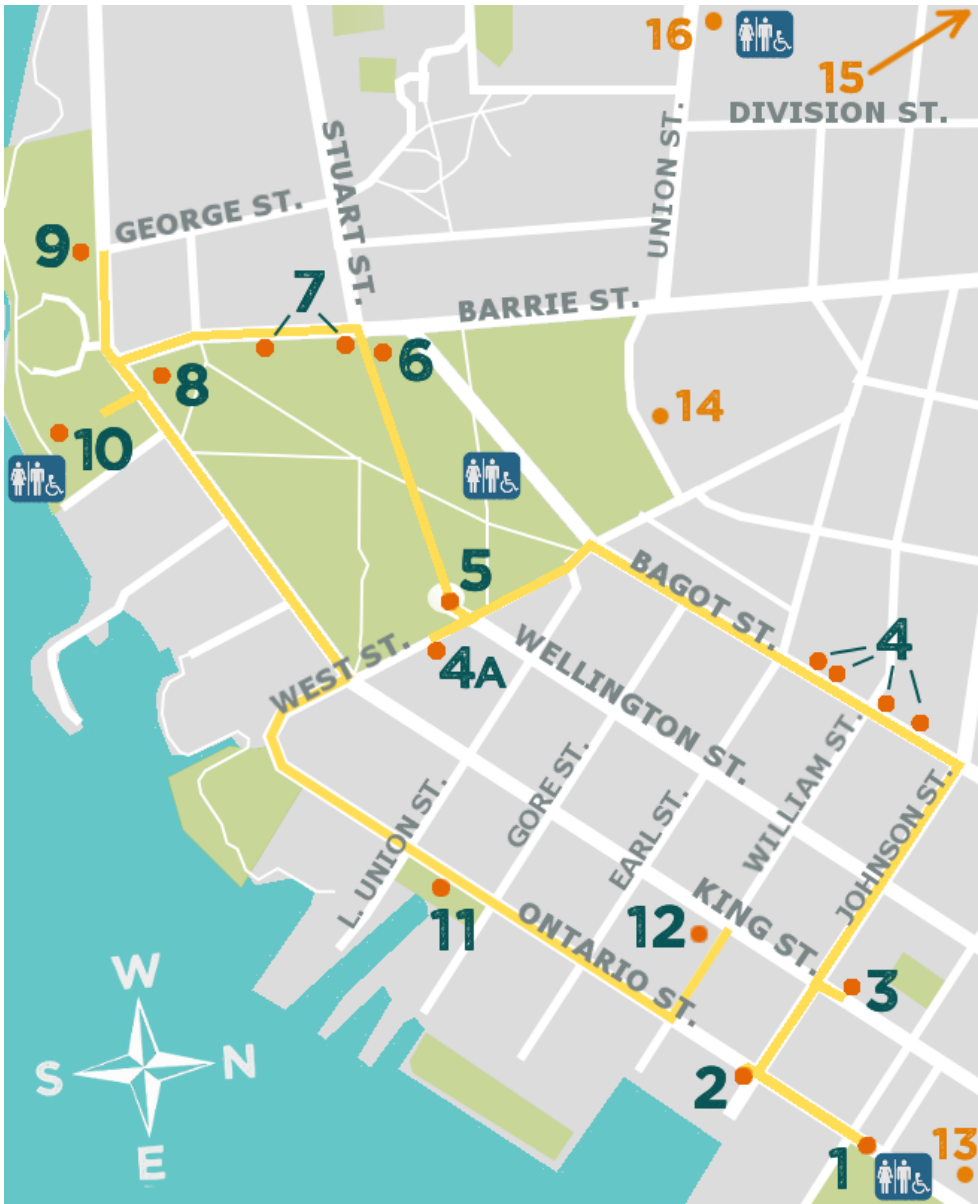 16
15
DIVISION ST.
STUART ST.
UNION ST.
GEORGE ST.
9
7
BARRIE ST.
6
8
14
10
5
BAGOT ST.
4
WEST ST.
4A
WELLINGTON ST.
WILLIAM ST.
GORE ST.
L. UNION ST.
EARL ST.
JOHNSON ST.
KING ST.
11
12
ONTARIO ST.
3
W
S
N
E
2
1
13